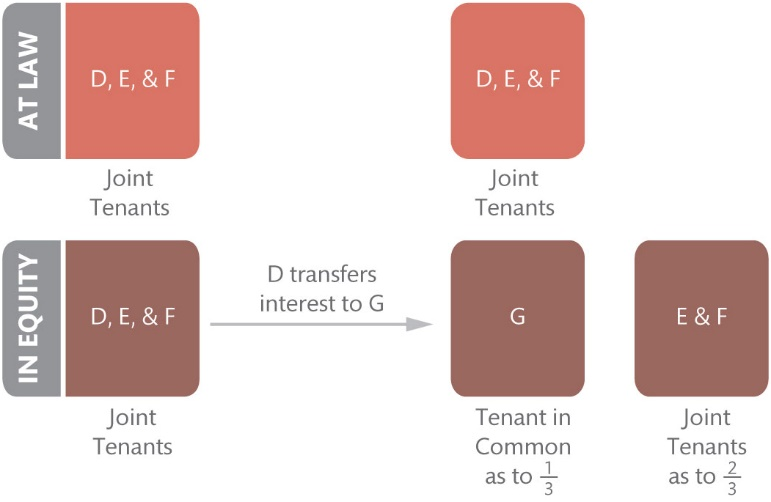 AT LAW
D, E, & F
Joint
Tenants
D, E, & F
Joint
Tenants
IN EQUITY
D, E, & F
Joint
Tenants
D transfers
interest to G
G
Tenant in
Common
as to 1/3
E & F
Joint
Tenants
as to 2/3